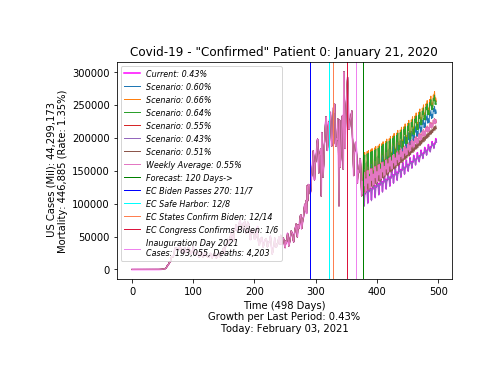 Covid-19 - "Confirmed" Patient 0: January 21, 2020
US Cases (Mil): 44,299,173
Mortality: 446,885 (Rate: 1.35%)
300000
250000
200000
150000
100000
50000
0
Current: 0.43%
Scenario: 0.60%
Scenario: 0.66%
Scenario: 0.64%
Scenario: 0.55%
Scenario: 0.43%
Scenario: 0.51%
Weekly Average: 0.55%
Forecast: 120 Days->
EC Biden Passes 270: 11/7
EC Safe Harbor: 12/8
EC States Confirm Biden: 12/14
EC Congress Confirms Biden: 1/6
Inauguration Day 2021
Cases: 193,055, Deaths: 4,203
0 100 200 300 400 500
Time (498 Days)
Growth per Last Period: 0.43%
Today: February 03, 2021